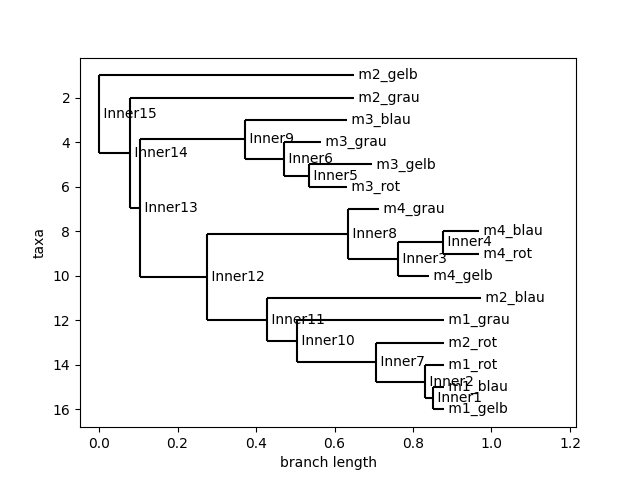 m2_gelb
2 m2_grau
Inner15
m3_blau
4 Inner9 m3_grau
Inner14 Inner6
m3_gelb
Inner5
6 m3_rot
Inner13 m4_grau
8 Inner8 m4_blau
taxa Inner4
m4_rot
Inner3
10 Inner12 m4_gelb
m2_blau
12 Inner11 m1_grau
Inner10
m2_rot
14 Inner7 m1_rot
Inner2
m1_blau
Inner1
16 m1_gelb
0.0 0.2 0.4 0.6 0.8 1.0 1.2
branch length